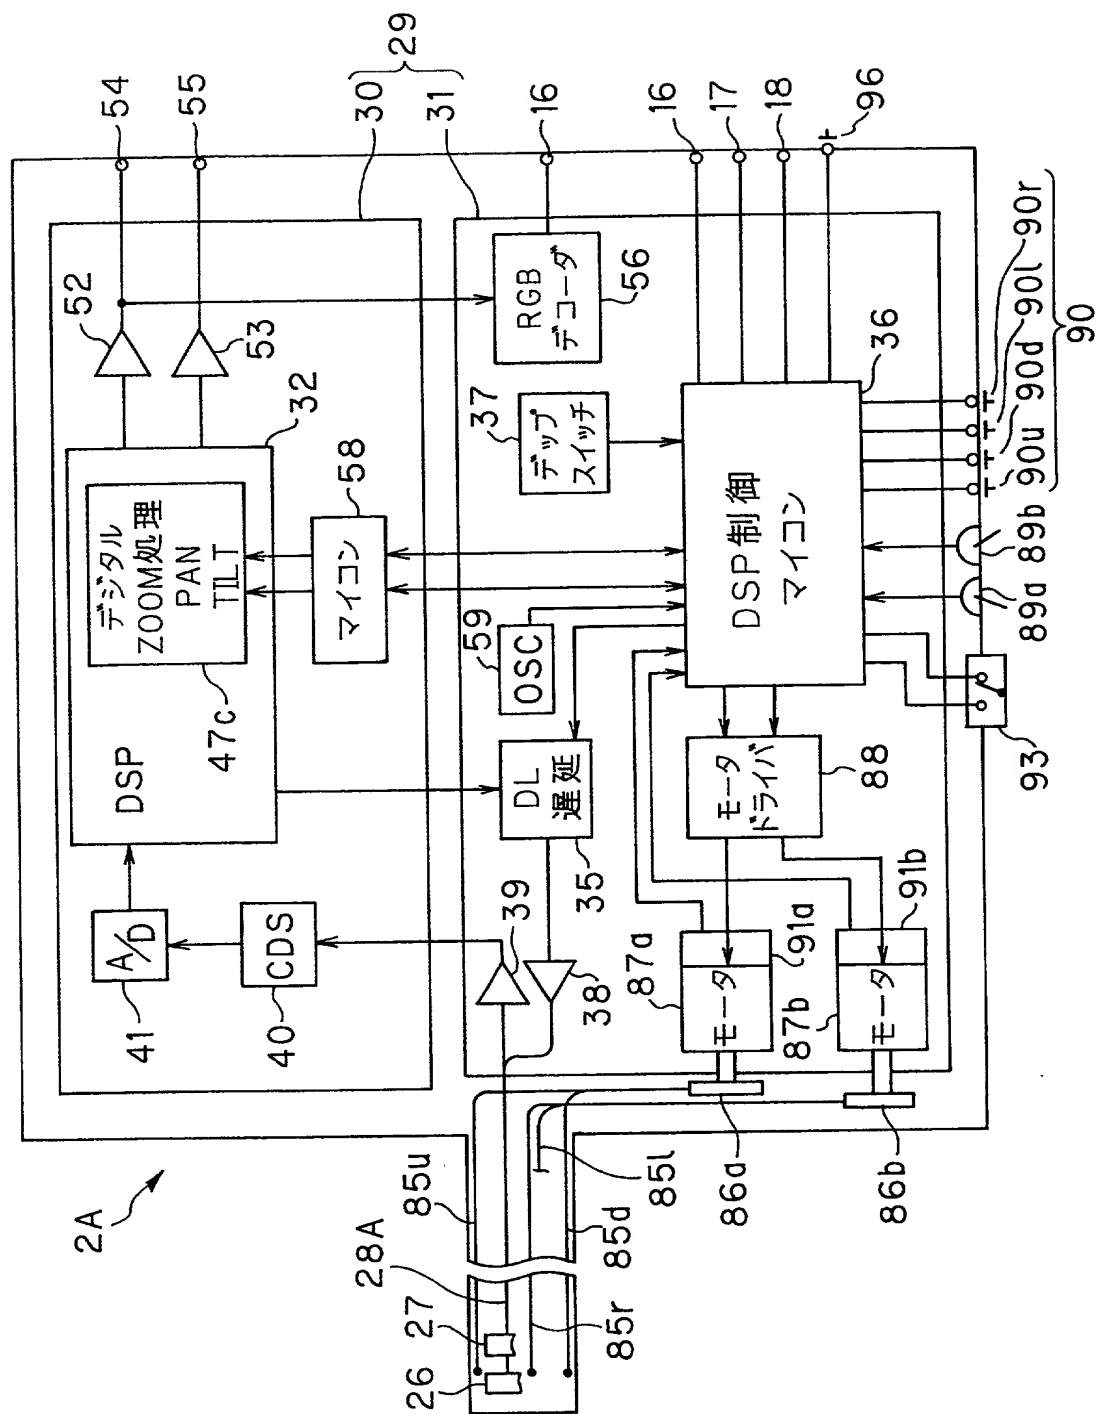 2A
54
55
29
30
31
16
16
17
18
96
52
53
32
デジタル
ZOOM処理
PAN
TILT
47c
DSP
マイコン
58
A/D
41
CDS
40
RGB
デコーダ
56
37
デップ
スイッチ
59
OSC
DL
遅延
35
39
38
DSP制御
マイコン
36
モータ
ドライバ
88
モータ
87a
91a
モータ
87b
91b
86a
86b
85u
85l
85d
85r
28A
27
26
93
89a
89b
90u
90d
90l
90r
90